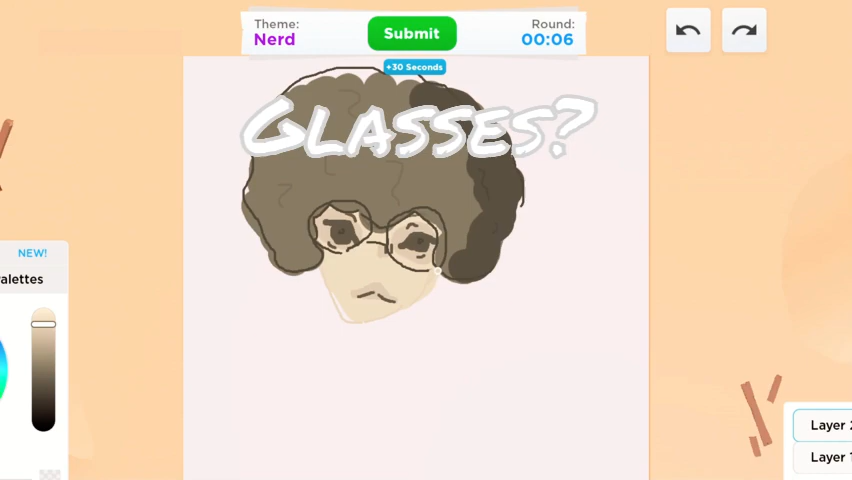 Theme:
Nerd
Submit
Round:
00:06
+30 Seconds
GLASSES?
NEW!
alettes
Layer 2
Layer 1